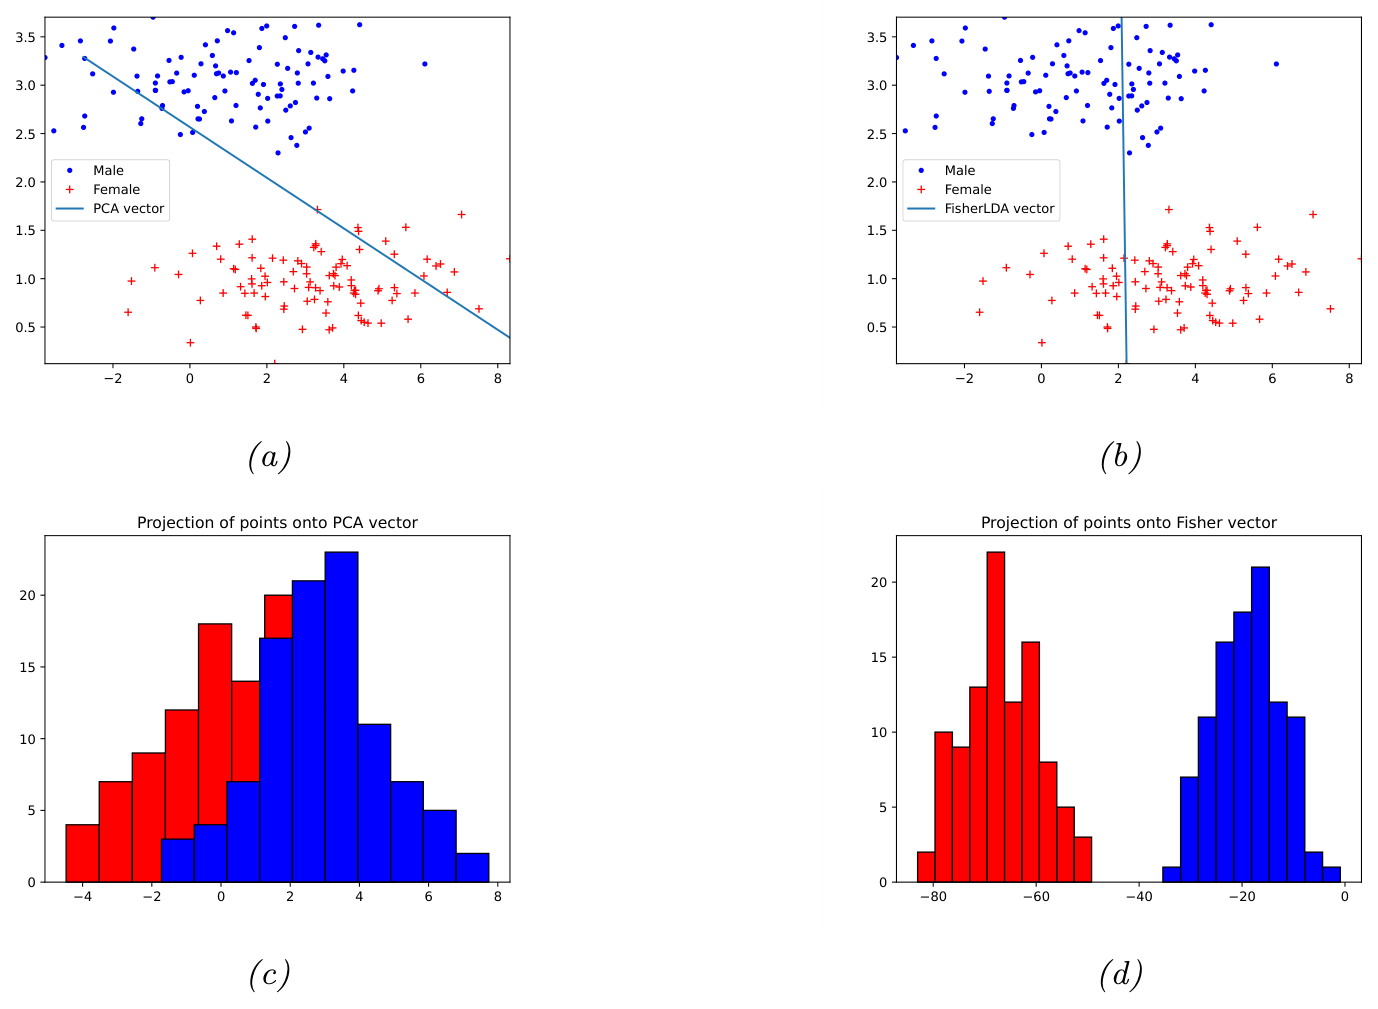 3.5
3.0
2.5
2.0
1.5
1.0
0.5
Male
Female
PCA vector
−2 0 2 4 6 8
(a)
3.5
3.0
2.5
2.0
1.5
1.0
0.5
Male
Female
FisherLDA vector
−2 0 2 4 6 8
(b)
Projection of points onto PCA vector
20
15
10
5
0
−4 −2 0 2 4 6 8
(c)
Projection of points onto Fisher vector
20
15
10
5
0
−80 −60 −40 −20 0
(d)